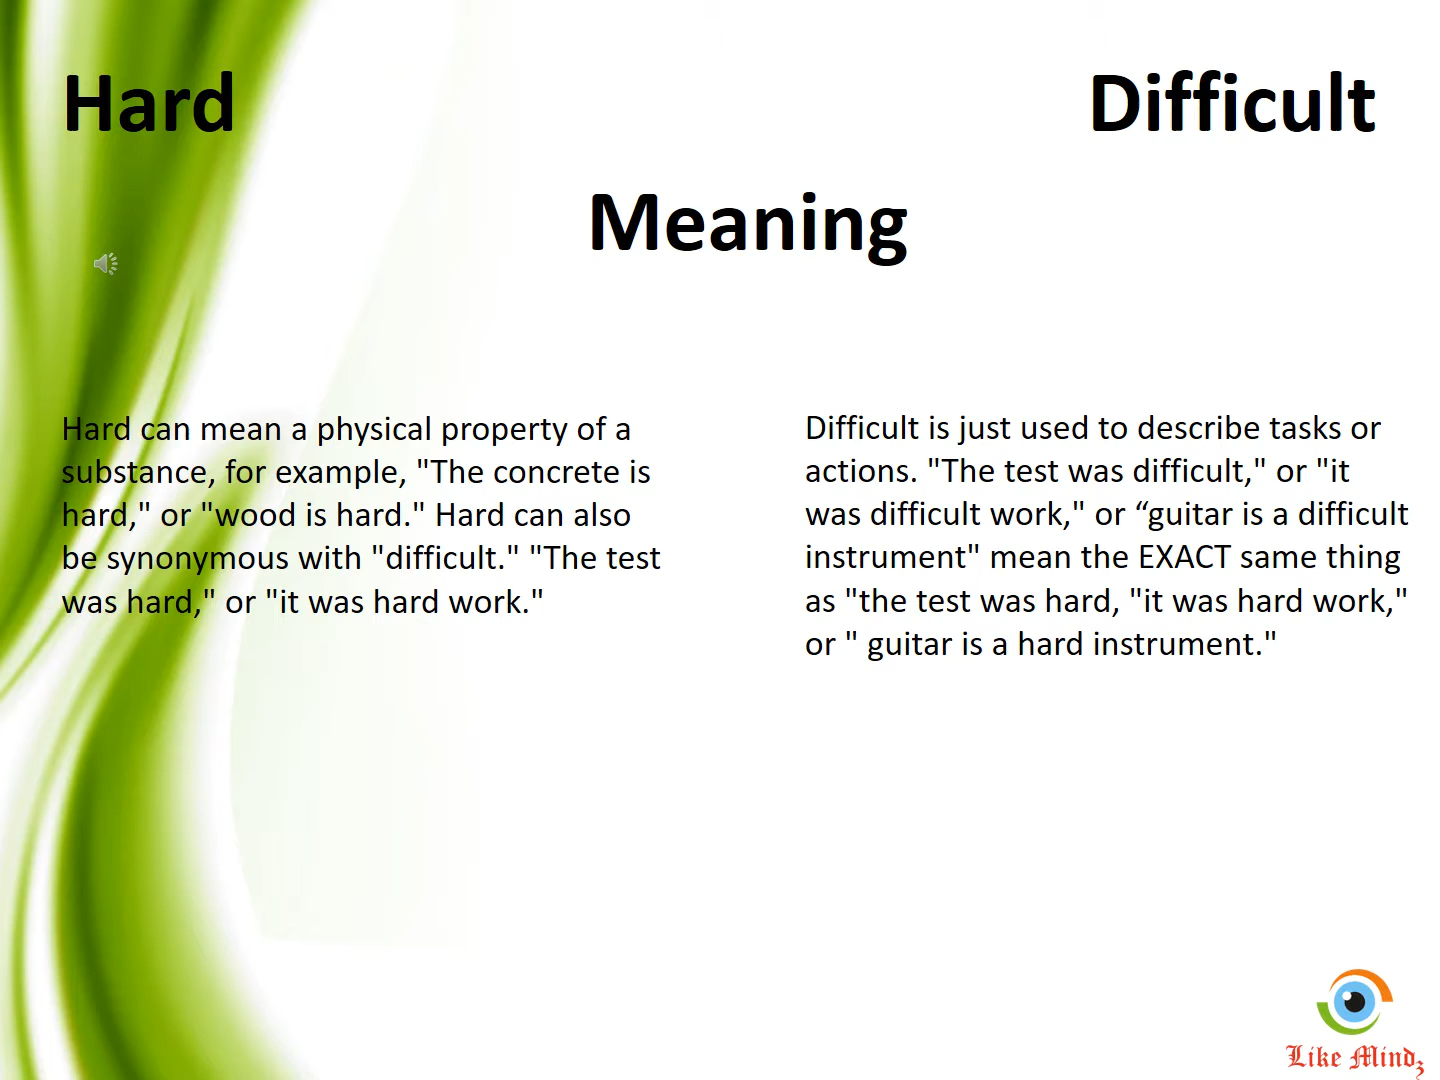 Hard
Difficult
Meaning
Hard can mean a physical property of a
substance, for example, "The concrete is
hard," or "wood is hard." Hard can also
be synonymous with "difficult." "The test
was hard," or "it was hard work."
Difficult is just used to describe tasks or
actions. "The test was difficult," or "it
was difficult work," or “guitar is a difficult
instrument" mean the EXACT same thing
as "the test was hard, "it was hard work,"
or " guitar is a hard instrument."
Like Mindz